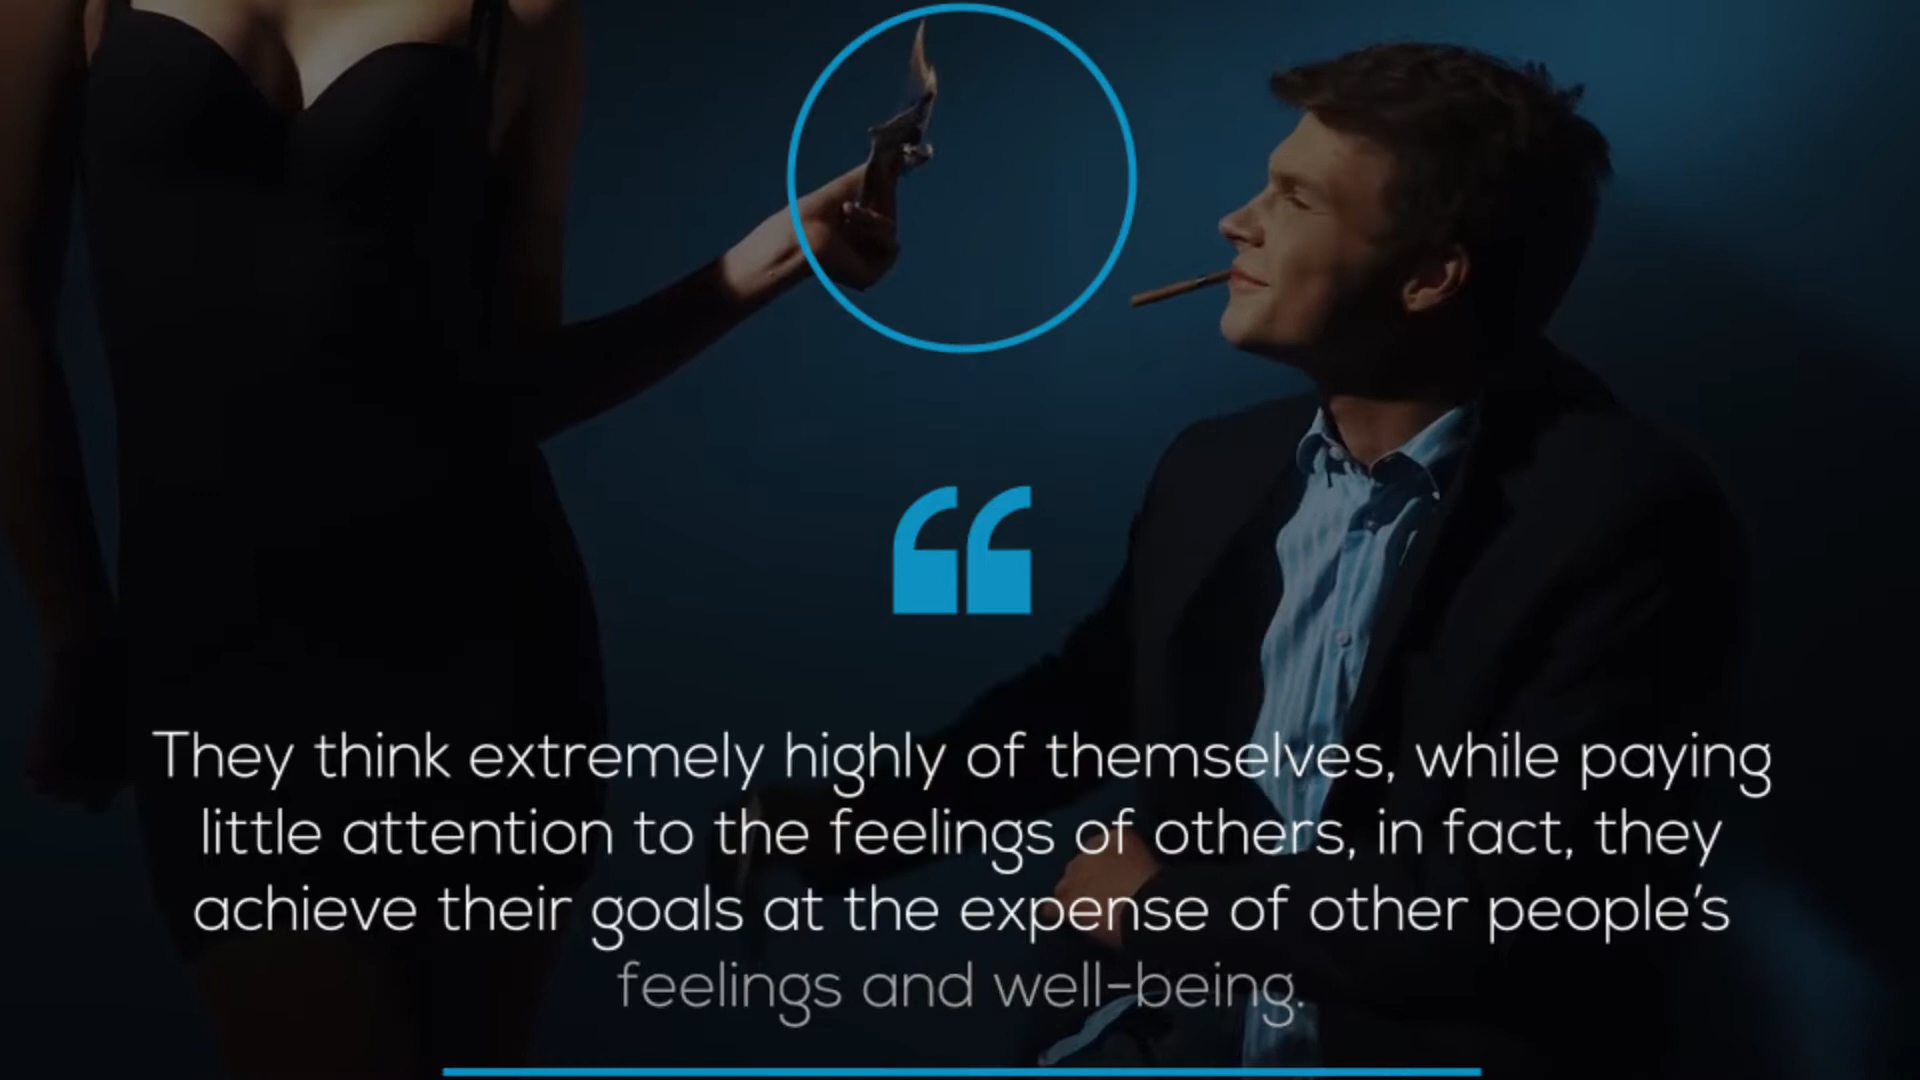 “
They think extremely highly of themselves, while paying
little attention to the feelings of others, in fact, they
achieve their goals at the expense of other people’s
feelings and well-being.